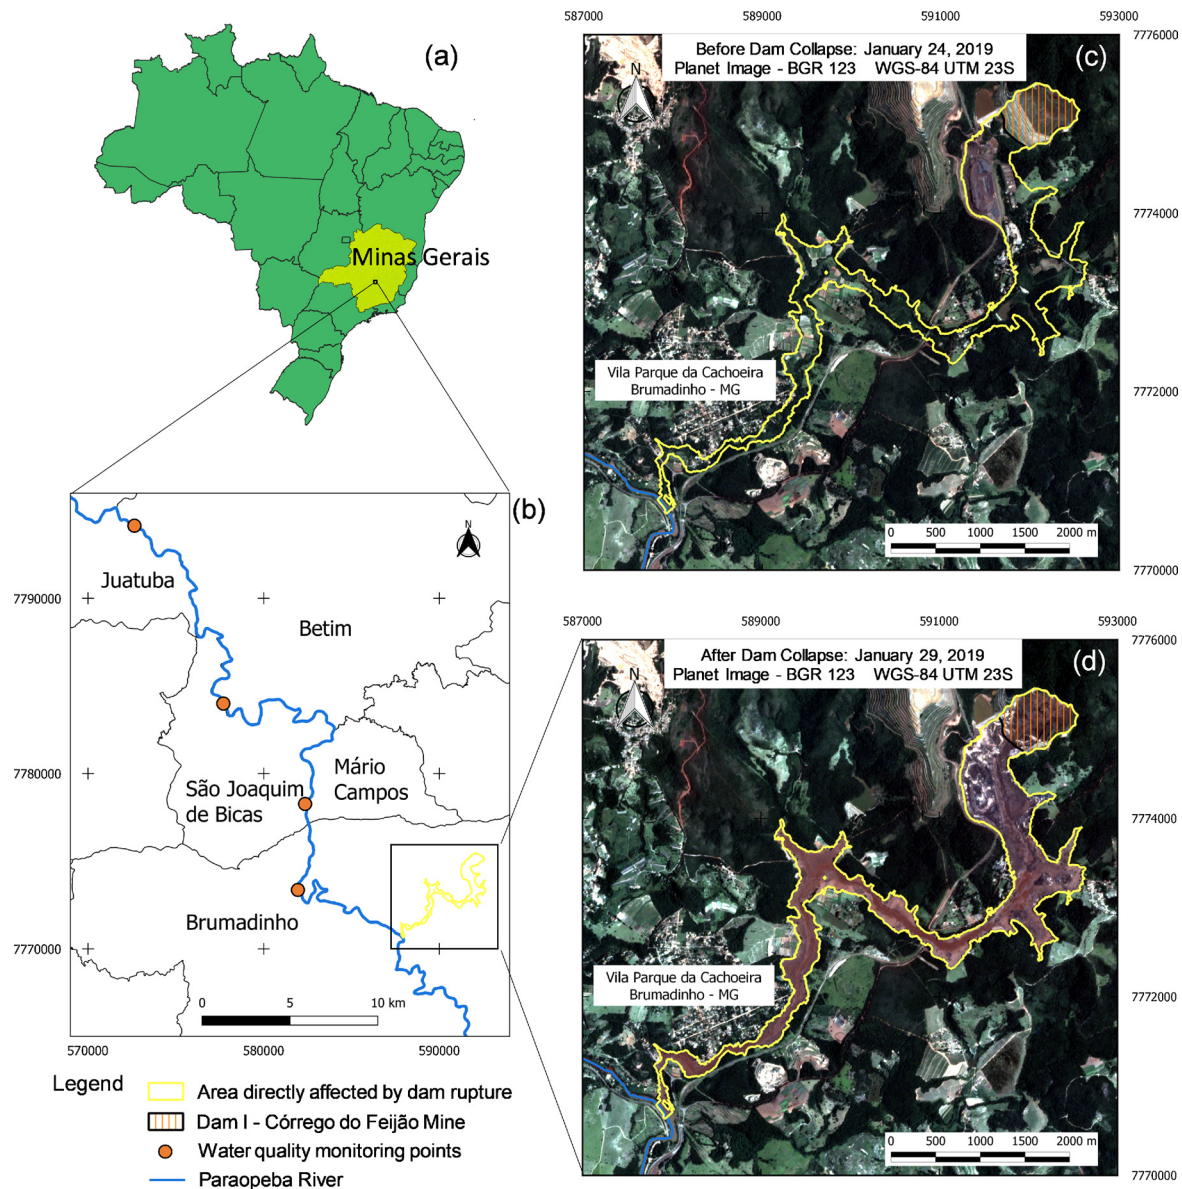 (a)
Minas Gerais
587000
589000
591000
593000
Before Dam Collapse: January 24, 2019
Planet Image - BGR 123 WGS-84 UTM 23S
(c)
N
7776000
7774000
7772000
7770000
Vila Parque da Cachoeira
Brumadinho - MG
0 500 1000 1500 2000 m
(b)
N
Juatuba
Betim
Mário
Campos
São Joaquim
de Bicas
Brumadinho
7790000
7780000
7770000
0 5 10 km
570000
580000
590000
587000
589000
591000
593000
After Dam Collapse: January 29, 2019
Planet Image - BGR 123 WGS-84 UTM 23S
(d)
N
7776000
7774000
7772000
7770000
Vila Parque da Cachoeira
Brumadinho - MG
0 500 1000 1500 2000 m
Legend
Area directly affected by dam rupture
Dam I - Córrego do Feijão Mine
Water quality monitoring points
Paraopeba River